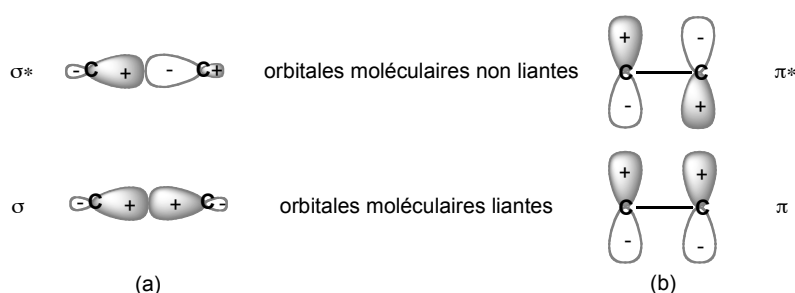 + -
σ* - C + - C + orbitales moléculaires non liantes C C π*
- +
+ +
σ - C + + C - orbitales moléculaires liantes C C π
- -
(a) (b)